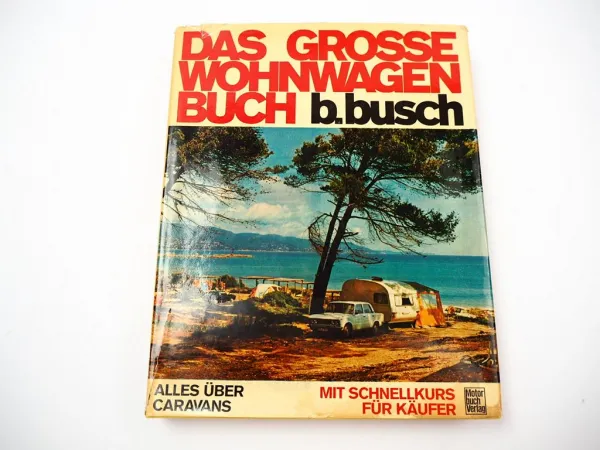 DAS GROSSE
WOHNWAGEN
BUCH b.busch
ALLES ÜBER
CARAVANS
MIT SCHNELLKURS
FÜR KÄUFER
Motor
buch
Verlag